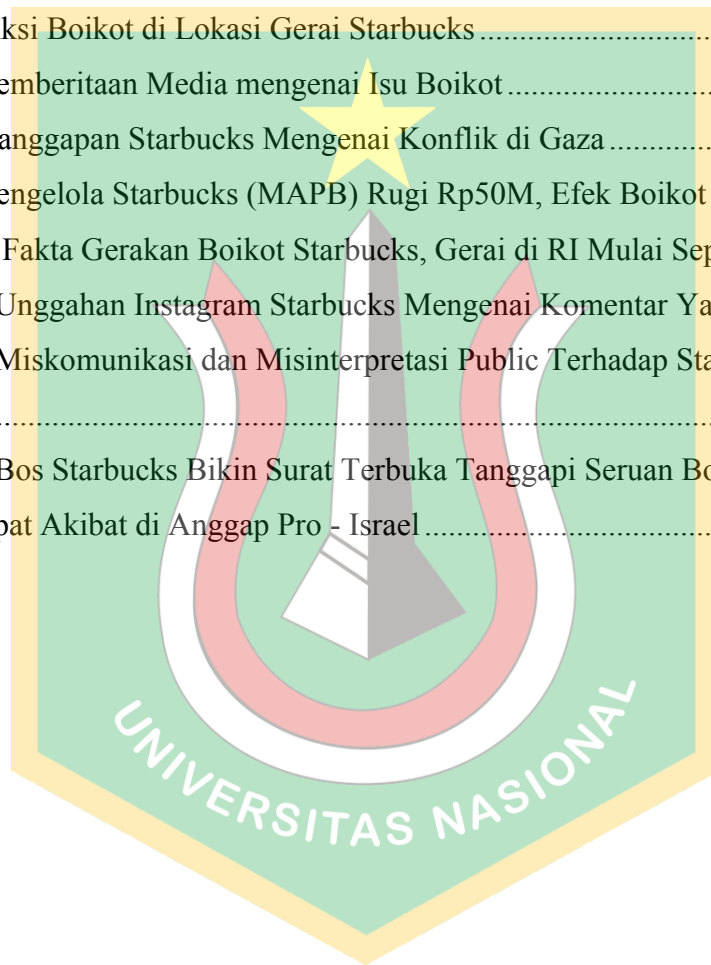 ksi Boikot di Lokasi Gerai Starbucks ....................................
emberitaan Media mengenai Isu Boikot ................................
anggapan Starbucks Mengenai Konflik di Gaza ...................
engelola Starbucks (MAPB) Rugi Rp50M, Efek Boikot
Fakta Gerakan Boikot Starbucks, Gerai di RI Mulai Sep
Unggahan Instagram Starbucks Mengenai Komentar Ya
Miskomunikasi dan Misinterpretasi Public Terhadap Sta
..........................................................................................
Bos Starbucks Bikin Surat Terbuka Tanggapi Seruan Bo
pat Akibat di Anggap Pro - Israel ..........................................
UNIVERSITAS NASIONAL